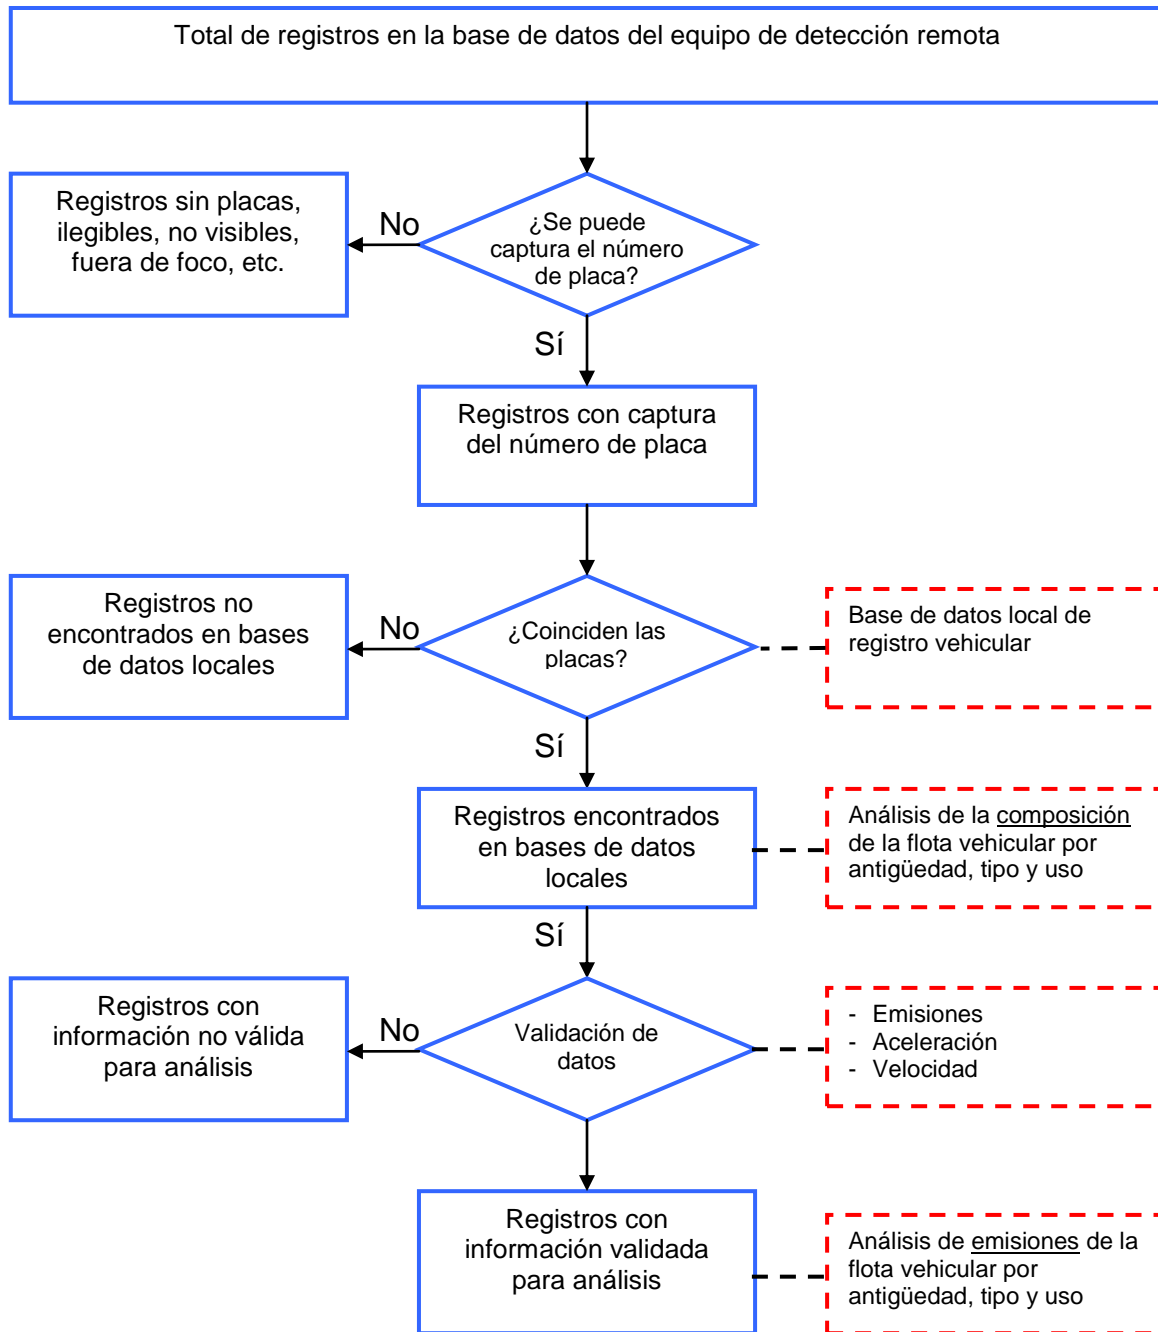 Total de registros en la base de datos del equipo de detección remota
Registros sin placas,
ilegibles, no visibles,
fuera de foco, etc.
No
¿Se puede
captura el número
de placa?
Sí
Registros con captura
del número de placa
Registros no
encontrados en bases
de datos locales
No
¿Coinciden las
placas?
Base de datos local de
registro vehicular
Sí
Registros encontrados
en bases de datos
locales
Análisis de la composición
de la flota vehicular por
antigüedad, tipo y uso
Sí
Registros con
información no válida
para análisis
No
Validación de
datos
- Emisiones
- Aceleración
- Velocidad
Registros con
información validada
para análisis
Análisis de emisiones de la
flota vehicular por
antigüedad, tipo y uso